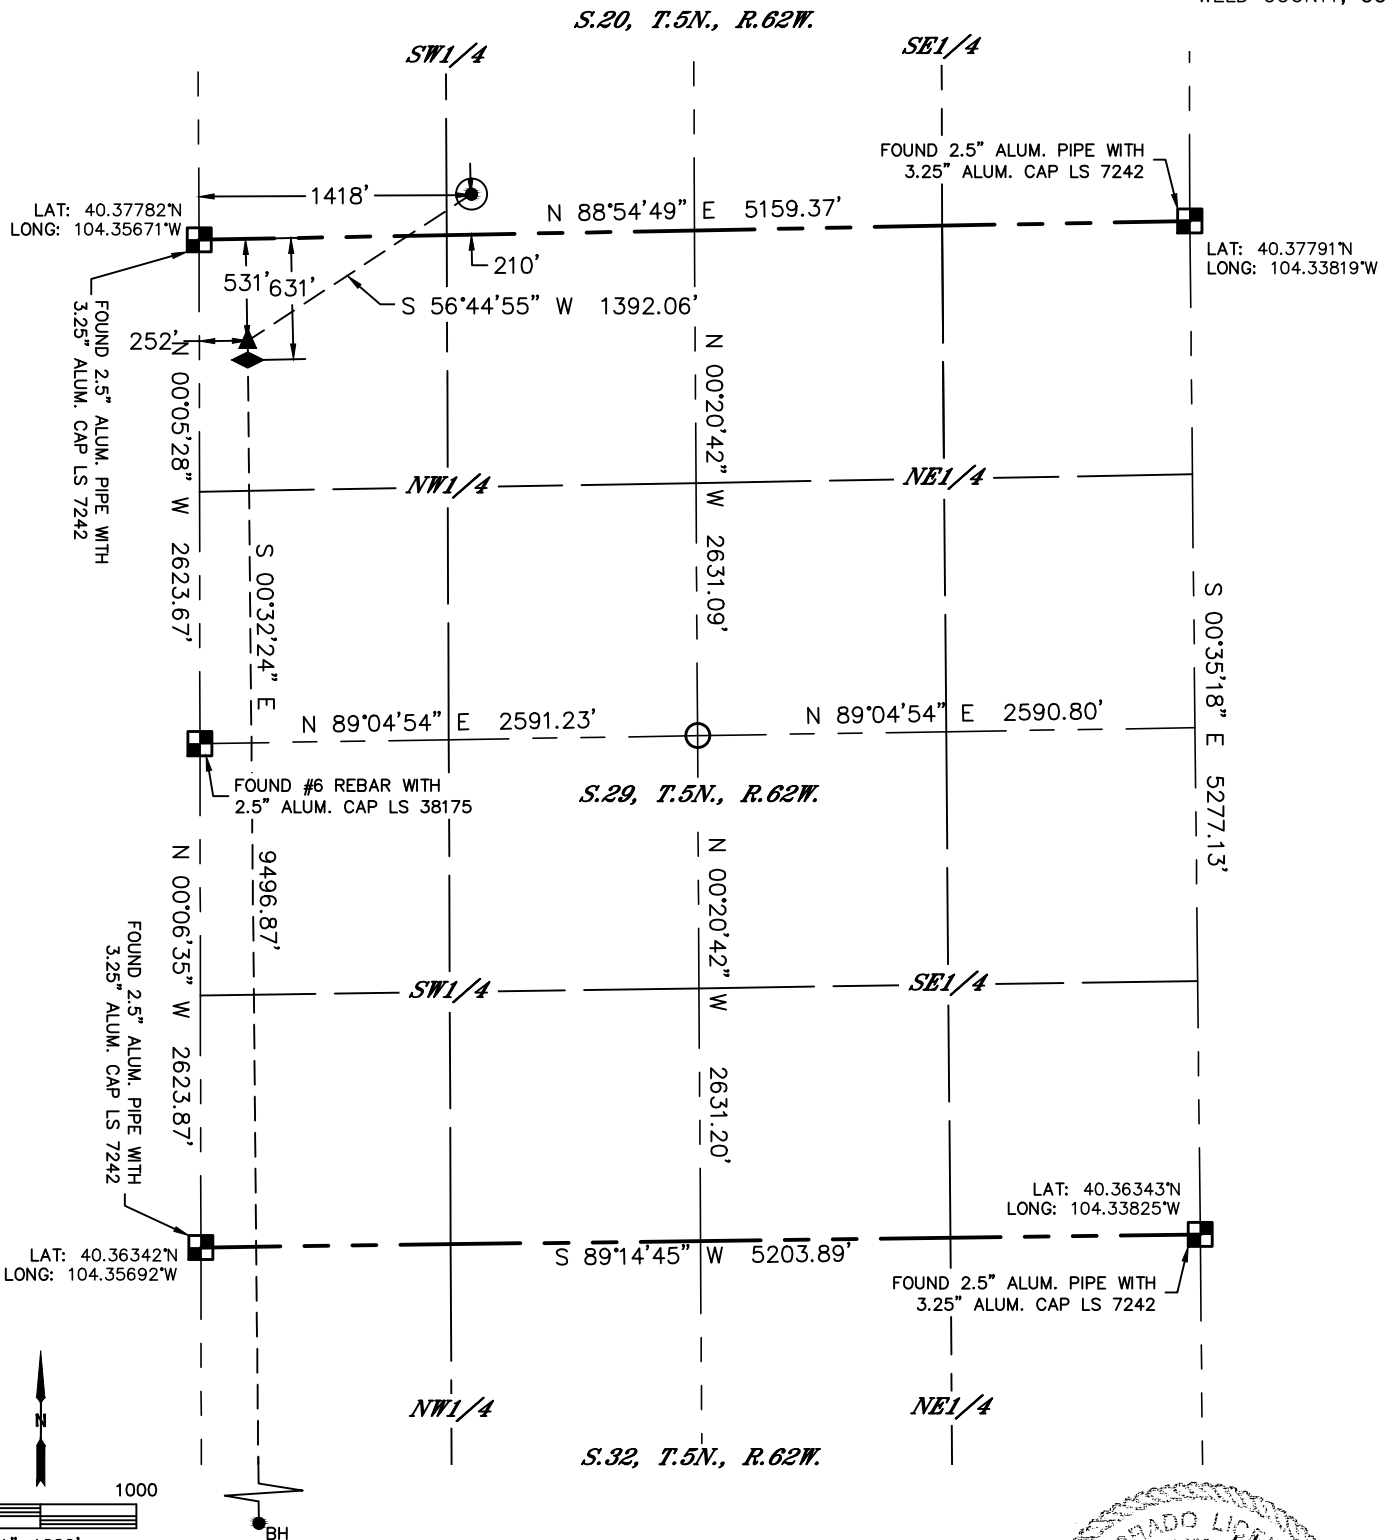 S.20, T.5N., R.62W.
SW1/4
SE1/4
FOUND 2.5" ALUM. PIPE WITH
3.25" ALUM. CAP LS 7242
1418'
LAT: 40.37782°N
LONG: 104.35671°W
N 88°54'49" E 5159.37'
LAT: 40.37791°N
LONG: 104.33819°W
210'
531'
631'
S 56°44'55" W 1392.06'
252'
FOUND 2.5" ALUM. PIPE WITH
3.25" ALUM. CAP LS 7242
N 00°05'28" W 2623.67'
N 00°20'42" W 2631.09'
NW1/4
NE1/4
S 00°32'24" E 9496.87'
S 00°35'18" E 5277.13'
N 89°04'54" E 2591.23'
N 89°04'54" E 2590.80'
FOUND #6 REBAR WITH
2.5" ALUM. CAP LS 38175
S.29, T.5N., R.62W.
N 00°06'35" W 2623.87'
N 00°20'42" W 2631.20'
FOUND 2.5" ALUM. PIPE WITH
3.25" ALUM. CAP LS 7242
SW1/4
SE1/4
LAT: 40.36343°N
LONG: 104.33825°W
LAT: 40.36342°N
LONG: 104.35692°W
S 89°14'45" W 5203.89'
FOUND 2.5" ALUM. PIPE WITH
3.25" ALUM. CAP LS 7242
NW1/4
NE1/4
N
S.32, T.5N., R.62W.
1000
BH